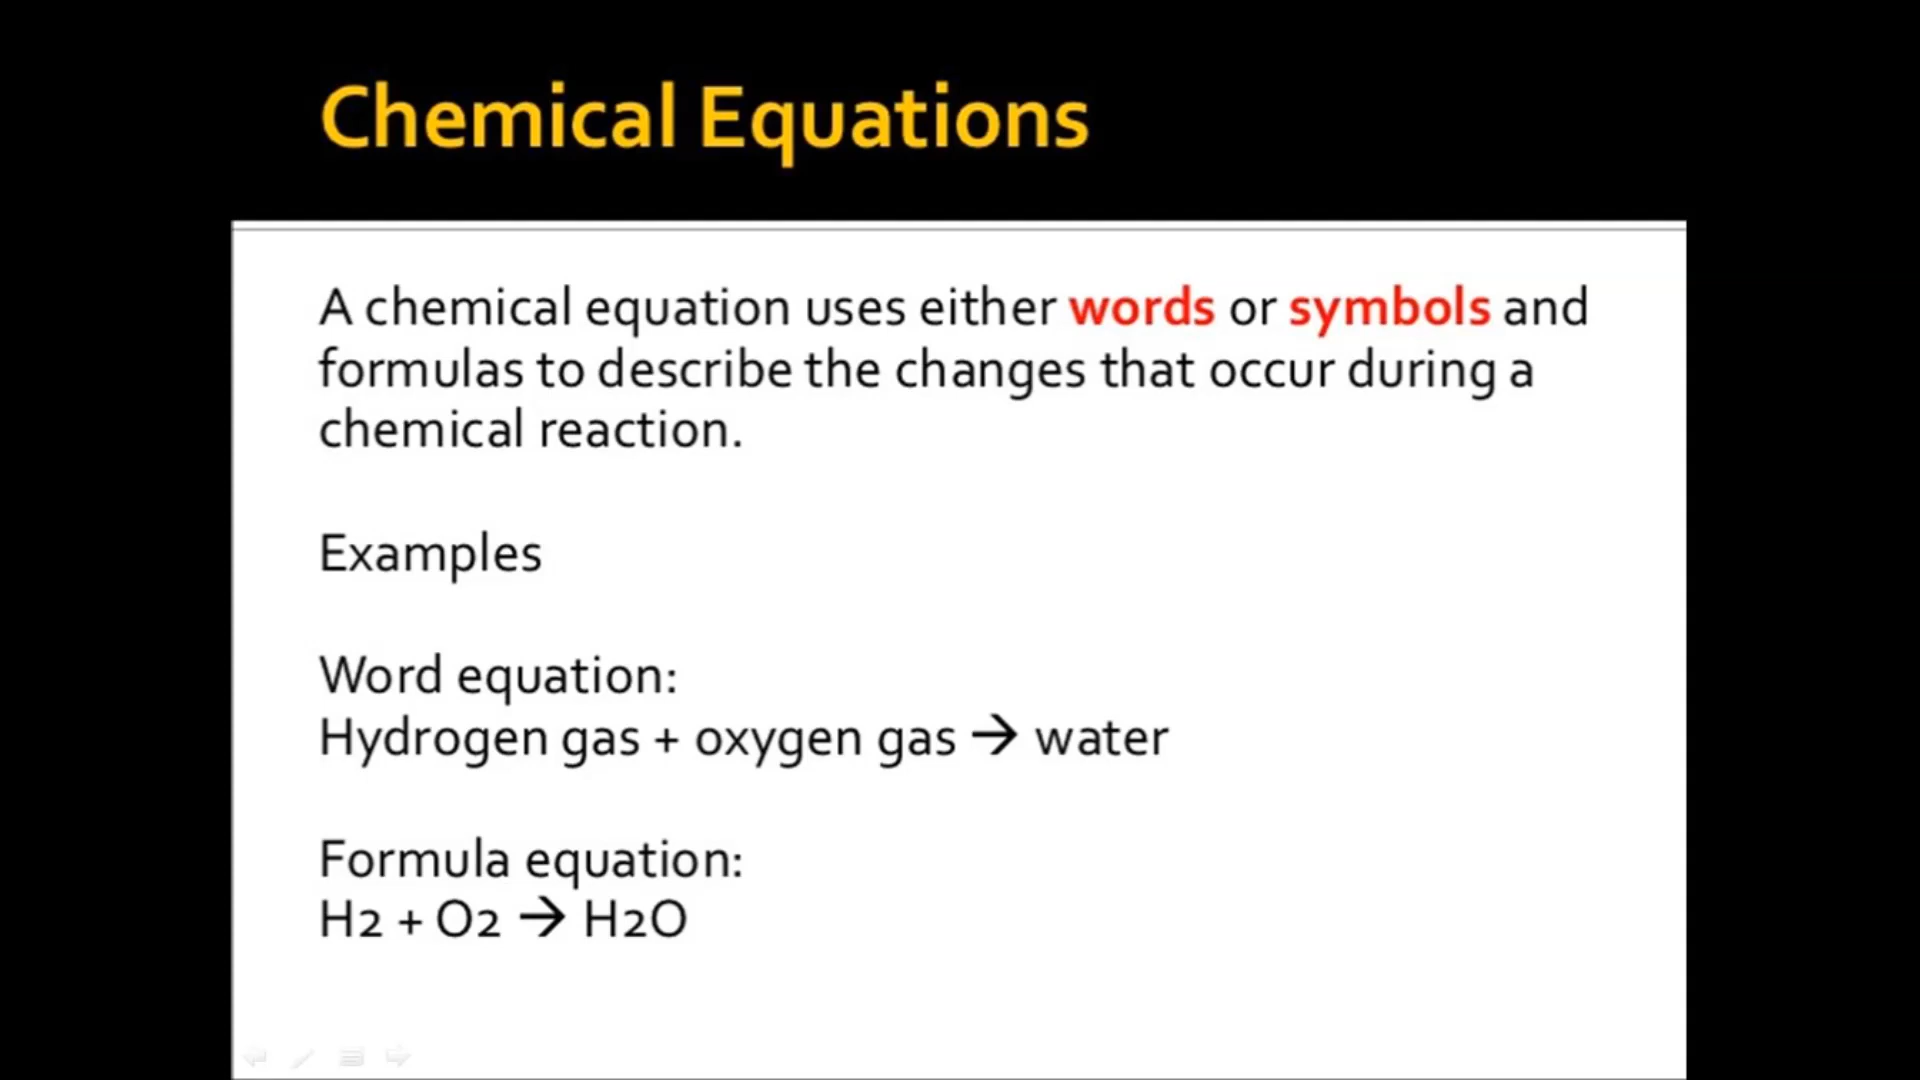 Chemical Equations
A chemical equation uses either words or symbols and
formulas to describe the changes that occur during a
chemical reaction.
Examples
Word equation:
Hydrogen gas + oxygen gas → water
Formula equation:
H2 + O2 → H2O